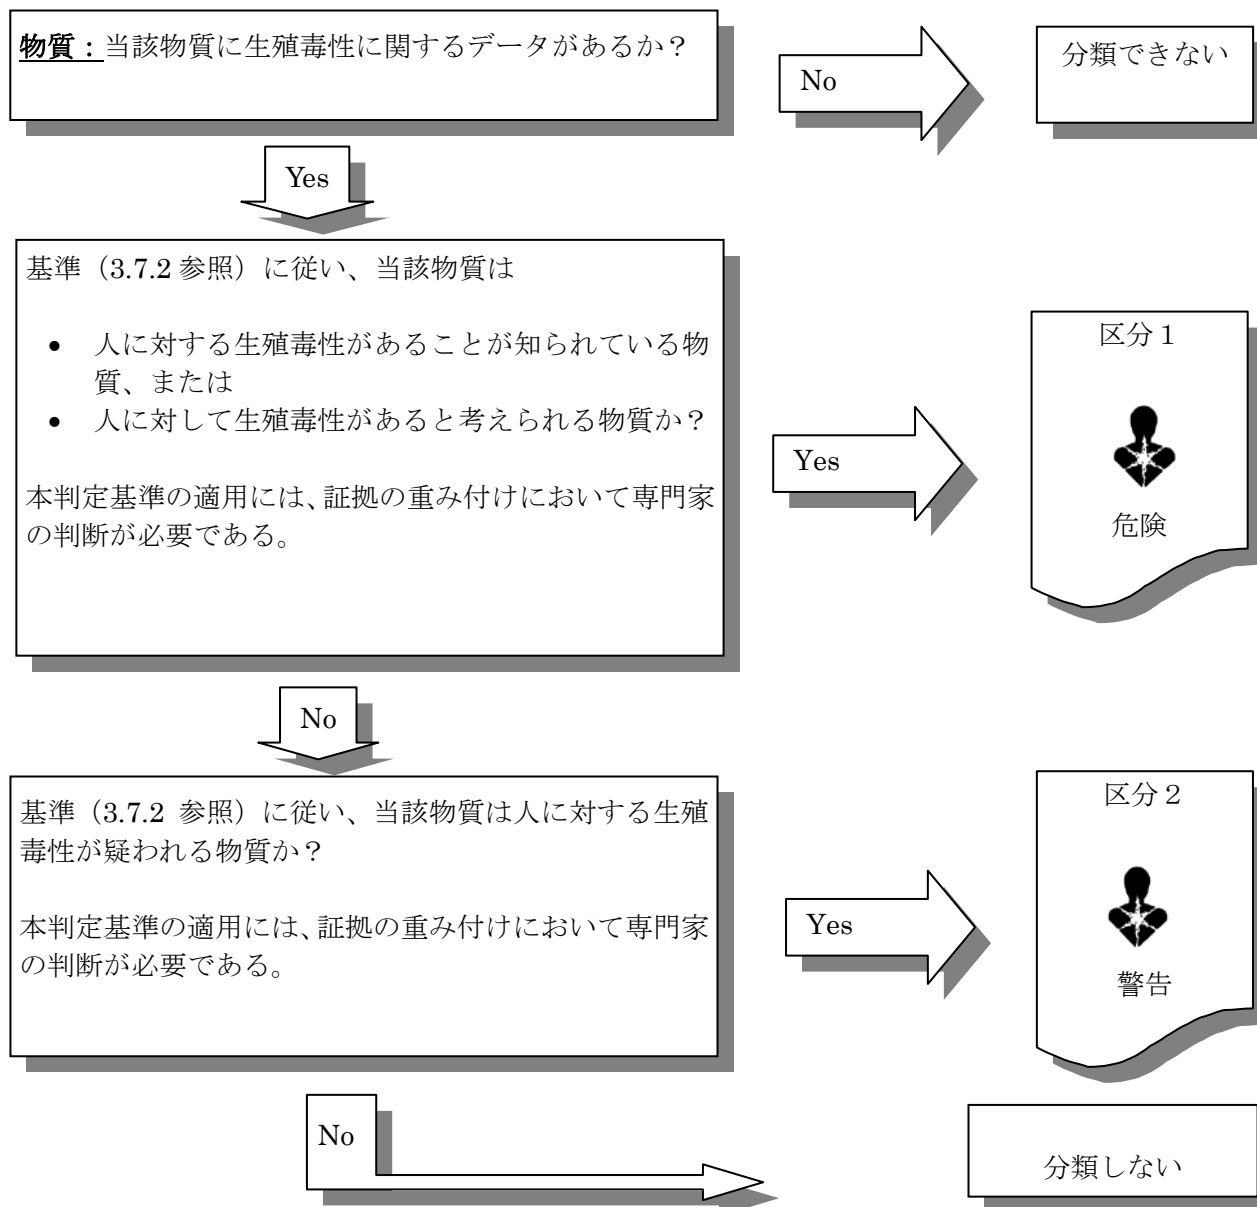 物質：当該物質に生殖毒性に関するデータがあるか？
No
分類できない
Yes
基準（3.7.2 参照）に従い、当該物質は
• 人に対する生殖毒性があることが知られている物
質、または
• 人に対して生殖毒性があると考えられる物質か？
本判定基準の適用には、証拠の重み付けにおいて専門家
の判断が必要である。
Yes
区分１
危険
No
基準（3.7.2 参照）に従い、当該物質は人に対する生殖
毒性が疑われる物質か？
本判定基準の適用には、証拠の重み付けにおいて専門家
の判断が必要である。
Yes
区分２
警告
No
分類しない